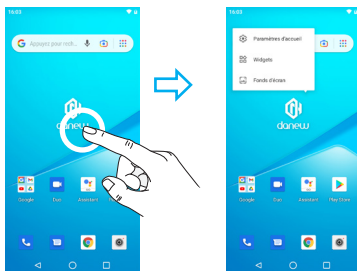 16:03
Appuyez pour rech...
danew
Google
Duo
Assistant
16:03
Paramètres d'accueil
Widgets
Fonds d'écran
danew
Google
Duo
Assistant
Play Store